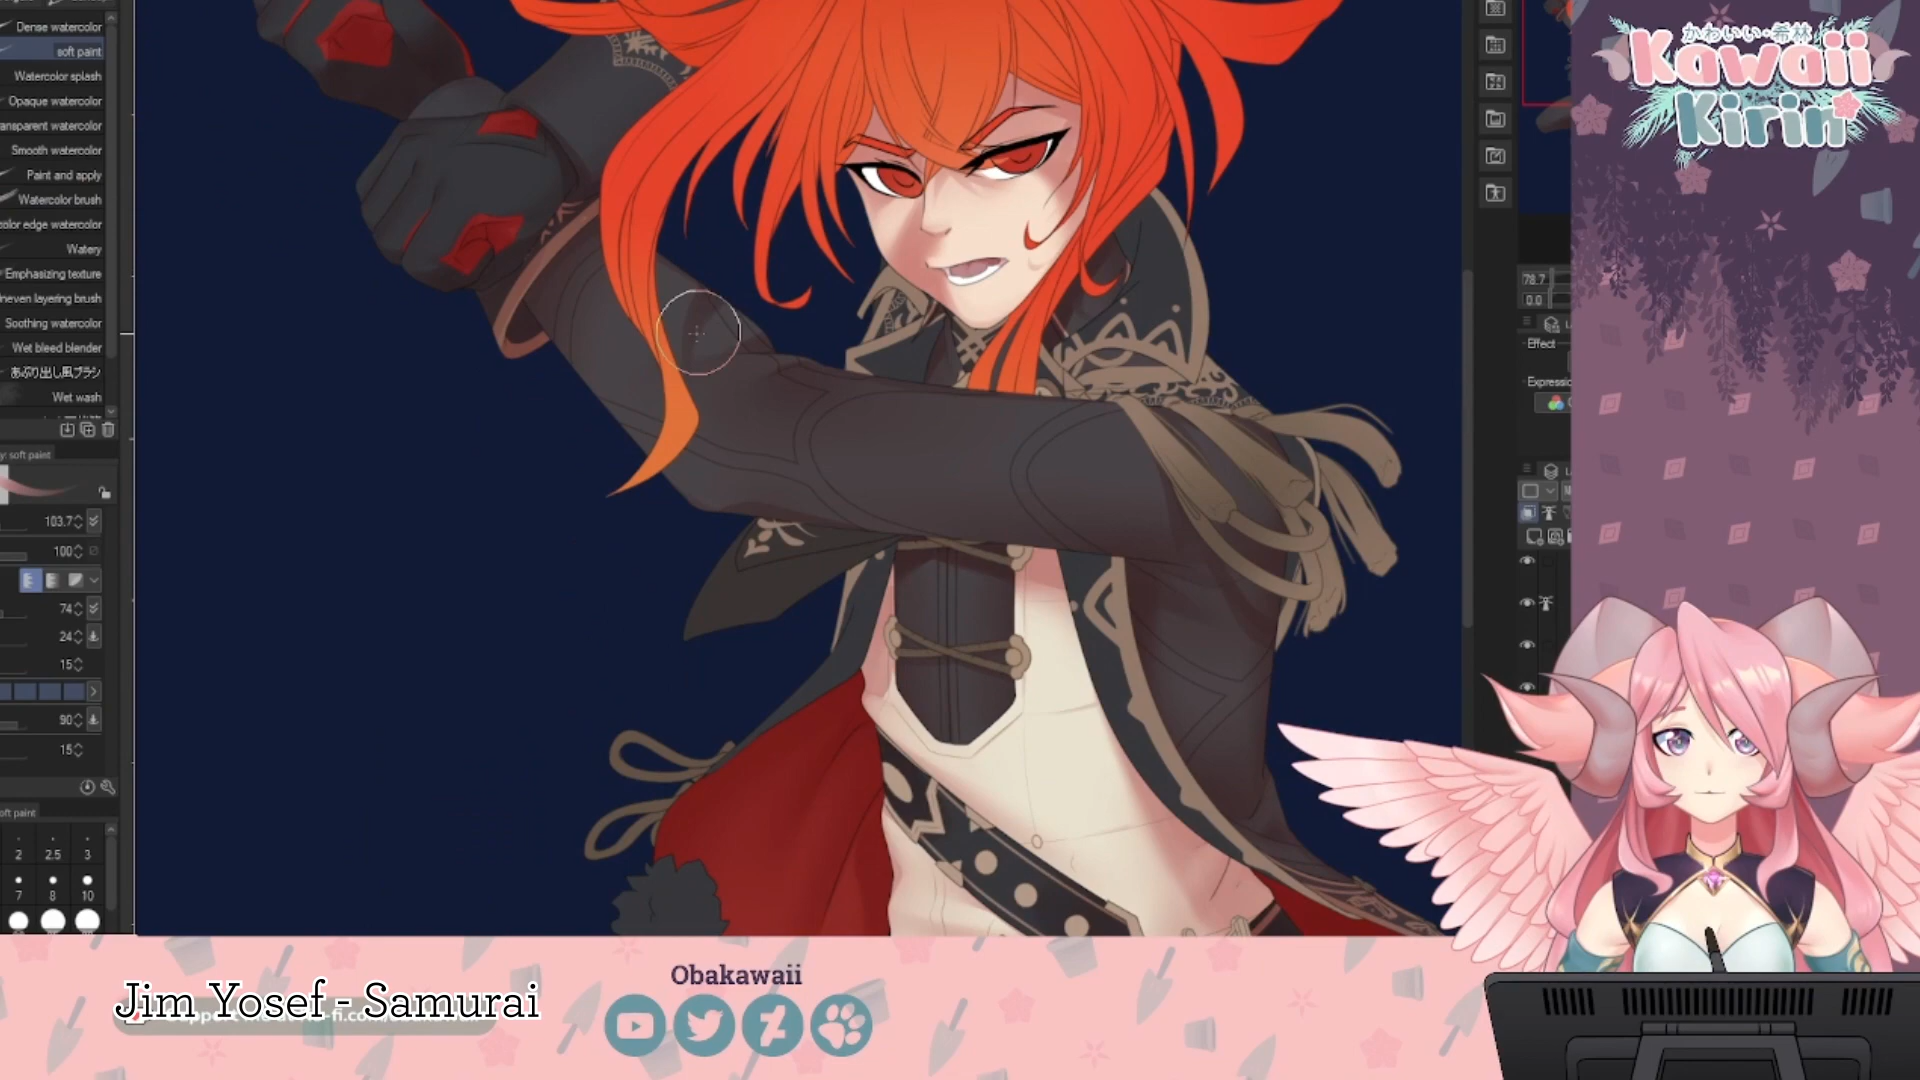 Dense watercolor
soft paint
Watercolor splash
Opaque watercolor
ansparent watercolor
Smooth watercolor
Paint and apply
Watercolor brush
color edge watercolor
Watery
Emphasizing texture
neven layering brush
Soothing watercolor
Wet bleed blender
あぶり出し風ブラシ
Wet wash
y: soft paint
103.7
100
74
24
15
90
15
oft paint
2 2.5 3
7 8 10
78.7
0.0
Effect
Expressio
かわいい・希林
Kawaii
Kirin
Jim Yosef - Samurai
Obakawaii